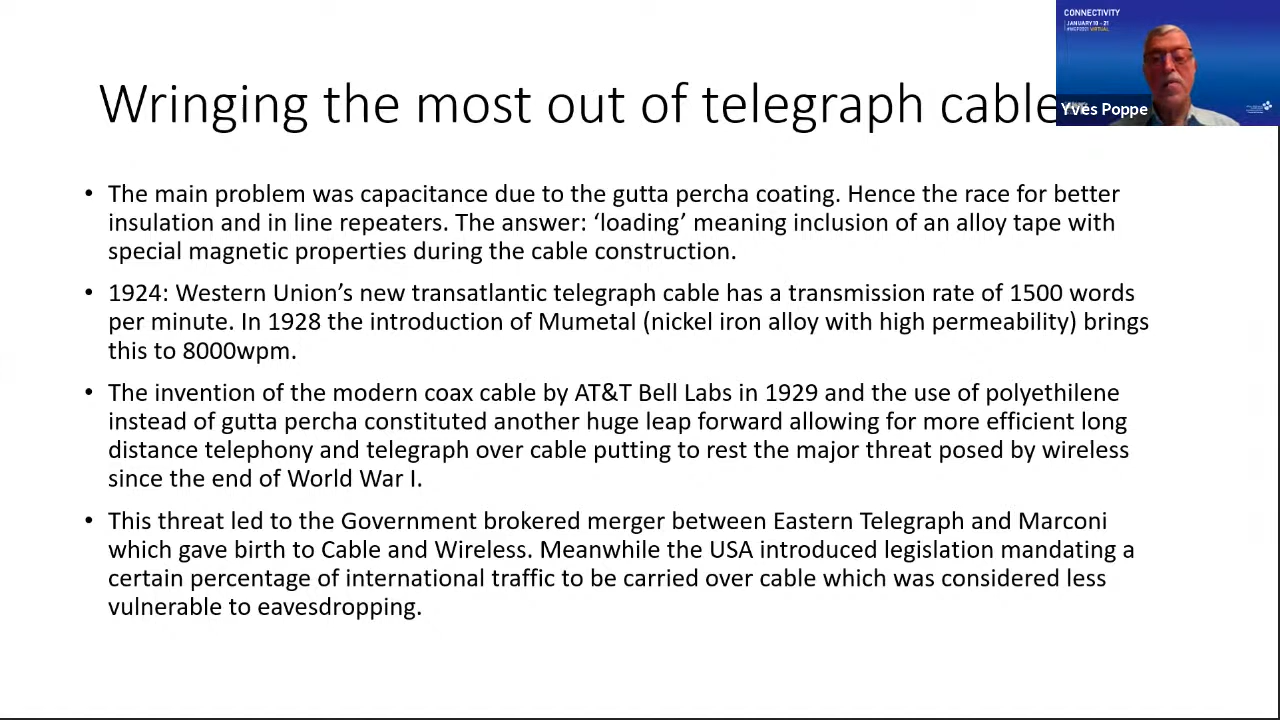 CONNECTIVITY
JANUARY 10 - 21
VIRTUAL
Yves Poppe
Wringing the most out of telegraph cable
• The main problem was capacitance due to the gutta percha coating. Hence the race for better
insulation and in line repeaters. The answer: ‘loading’ meaning inclusion of an alloy tape with
special magnetic properties during the cable construction.
• 1924: Western Union’s new transatlantic telegraph cable has a transmission rate of 1500 words
per minute. In 1928 the introduction of Mumetal (nickel iron alloy with high permeability) brings
this to 8000wpm.
• The invention of the modern coax cable by AT&T Bell Labs in 1929 and the use of polyethilene
instead of gutta percha constituted another huge leap forward allowing for more efficient long
distance telephony and telegraph over cable putting to rest the major threat posed by wireless
since the end of World War I.
• This threat led to the Government brokered merger between Eastern Telegraph and Marconi
which gave birth to Cable and Wireless. Meanwhile the USA introduced legislation mandating a
certain percentage of international traffic to be carried over cable which was considered less
vulnerable to eavesdropping.